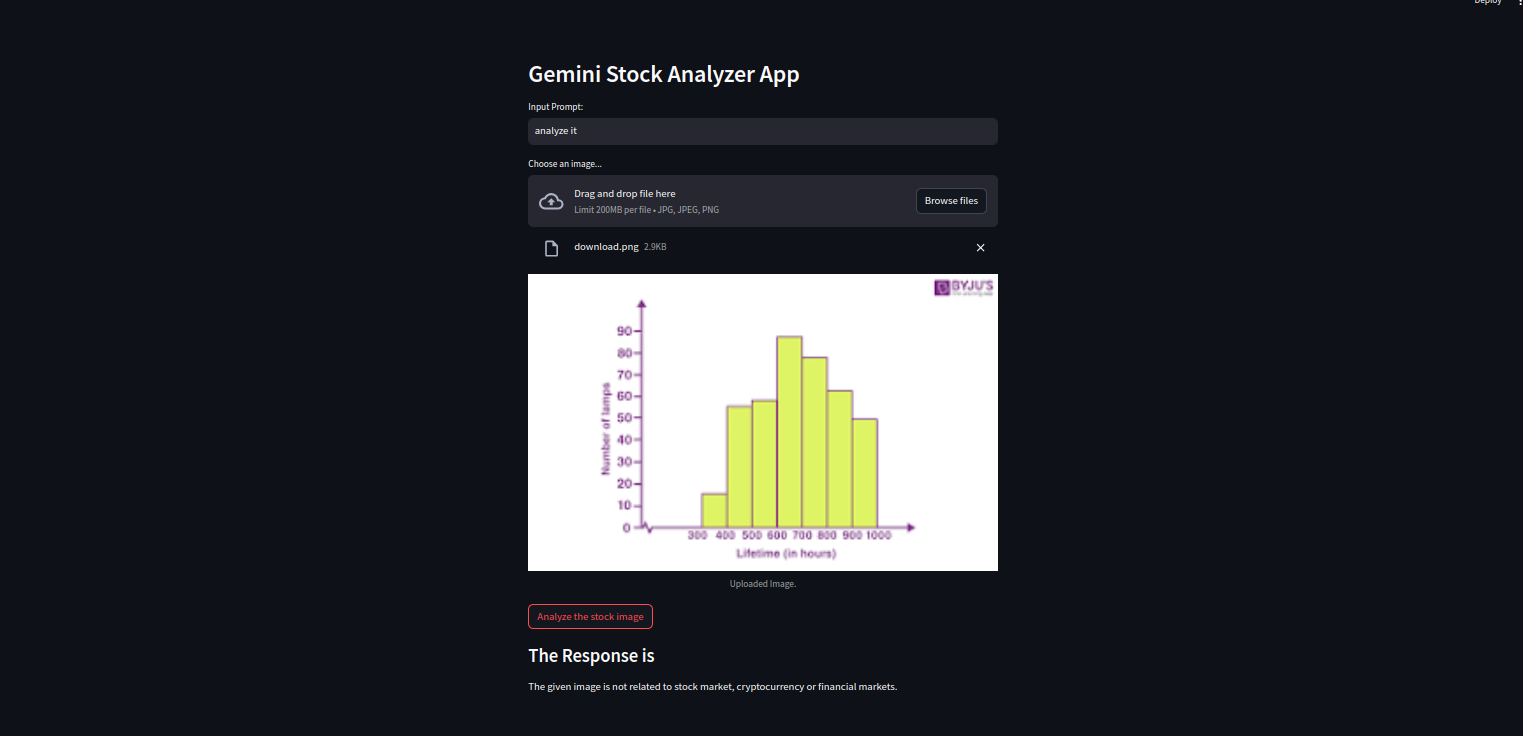 Deploy
Gemini Stock Analyzer App
Input Prompt:
analyze it
Choose an image...
Drag and drop file here
Limit 200MB per file • JPG, JPEG, PNG
Browse files
download.png 2.9KB
BYJU'S
90
80
70
60
50
40
30
20
10
0
Number of lamps
300 400 500 600 700 800 900 1000
Lifetime (in hours)
Uploaded Image.
Analyze the stock image
The Response is
The given image is not related to stock market, cryptocurrency or financial markets.